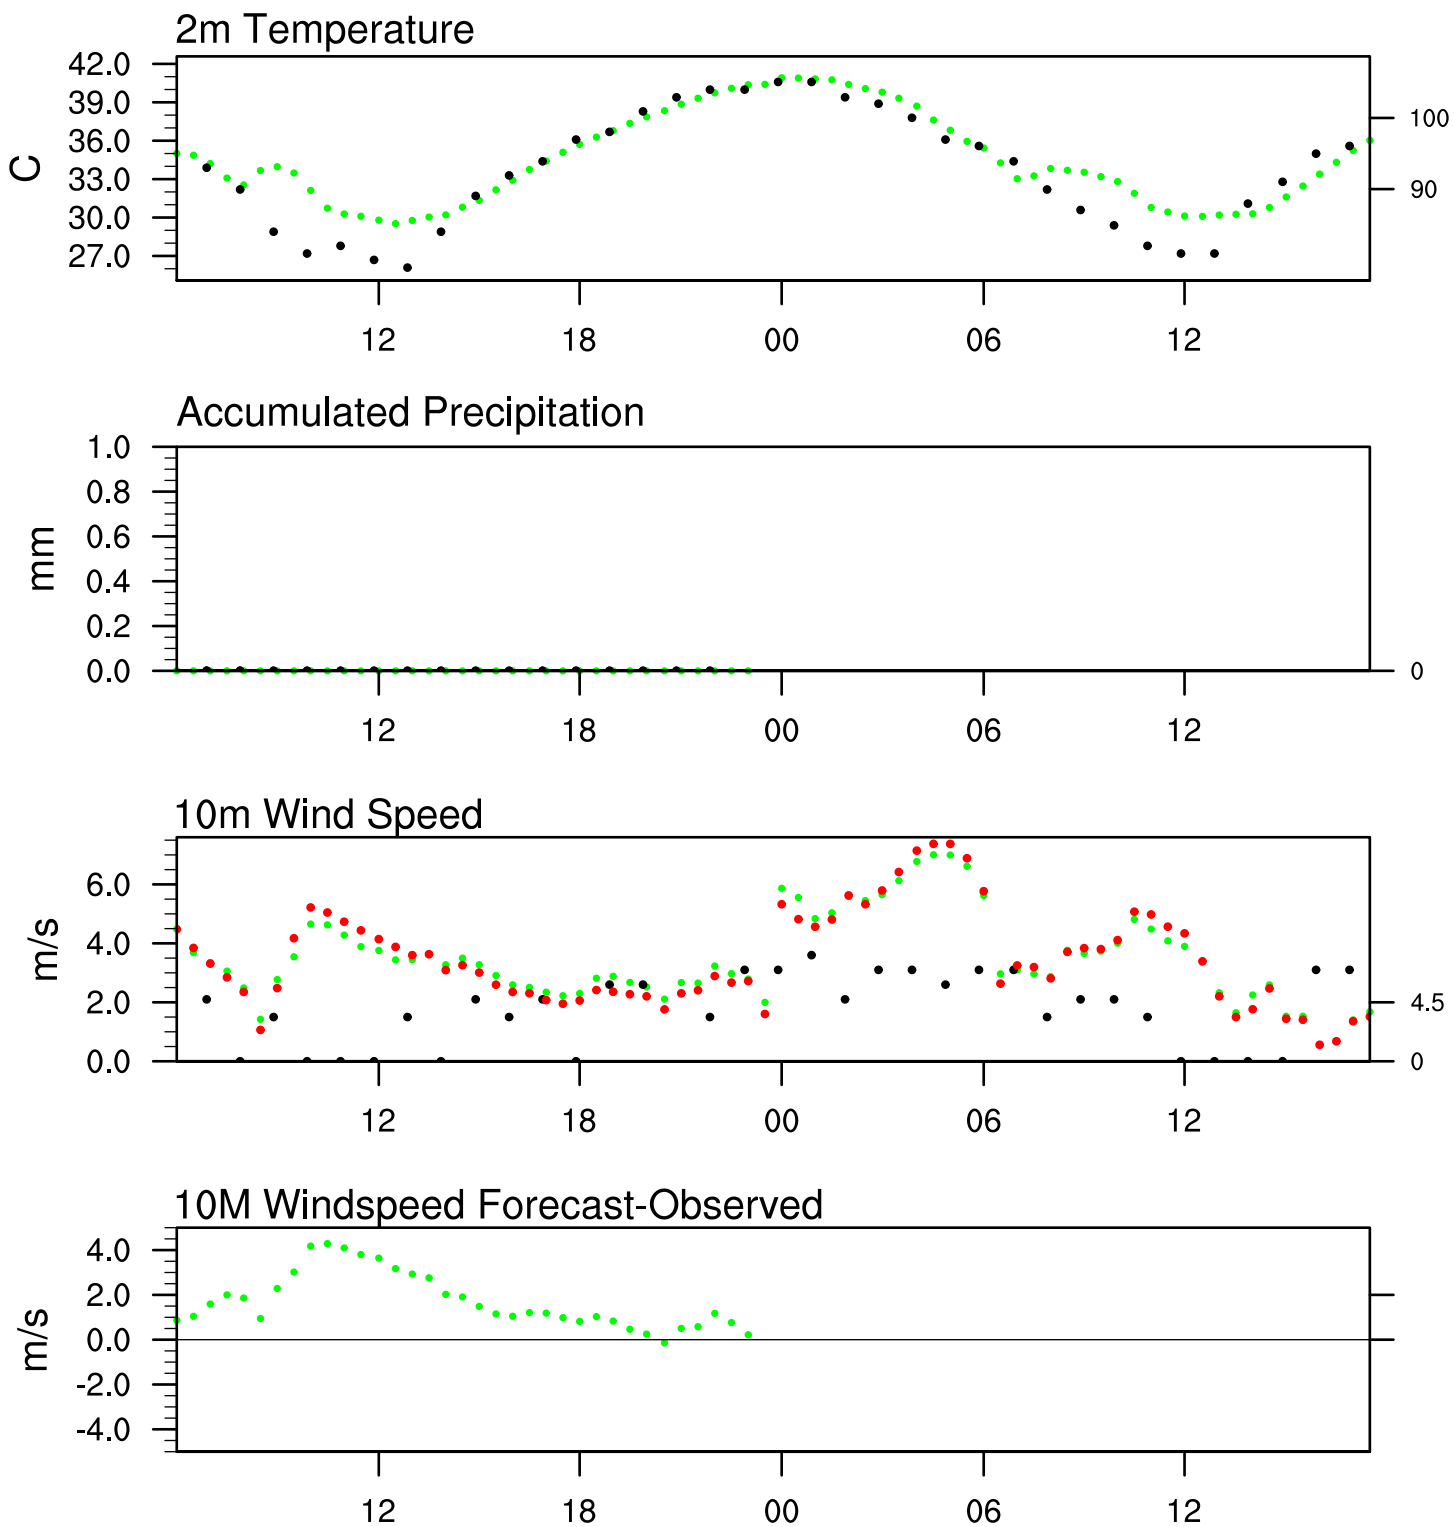 2m Temperature
42.0
39.0
36.0
33.0
30.0
27.0
C
100
90
12 18 00 06 12
Accumulated Precipitation
1.0
0.8
0.6
0.4
0.2
0.0
mm
0
12 18 00 06 12
10m Wind Speed
6.0
4.0
2.0
0.0
m/s
4.5
0
12 18 00 06 12
10M Windspeed Forecast-Observed
4.0
2.0
0.0
-2.0
-4.0
m/s
12 18 00 06 12